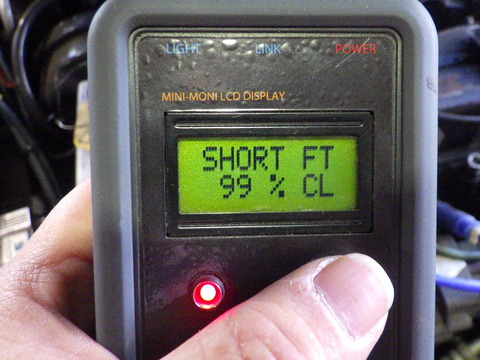 LIGHT LINK POWER
MINI-MONI LCD DISPLAY
SHORT FT
99 % CL